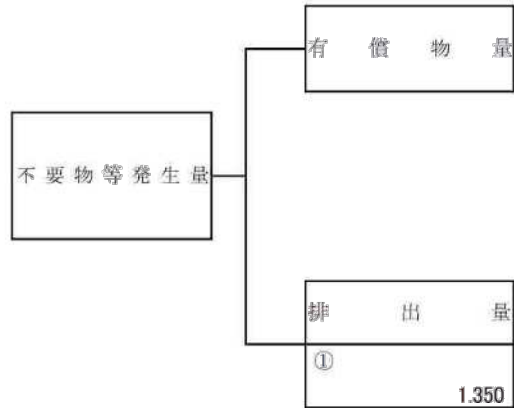 有償物量
不要物等発生量
排出量
①
1.350